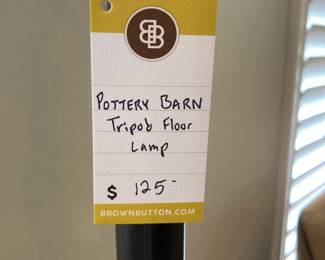 BB
POTTERY BARN
Tripod Floor
Lamp
$ 125-
BROWNBUTTON.COM